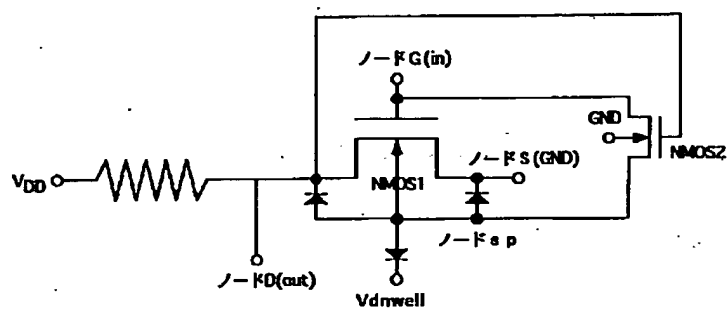 ノードG(in)
GND
NMOS2
ノードS(GND)
VDD
NMOS1
ノードsp
ノードD(out)
Vdnwell